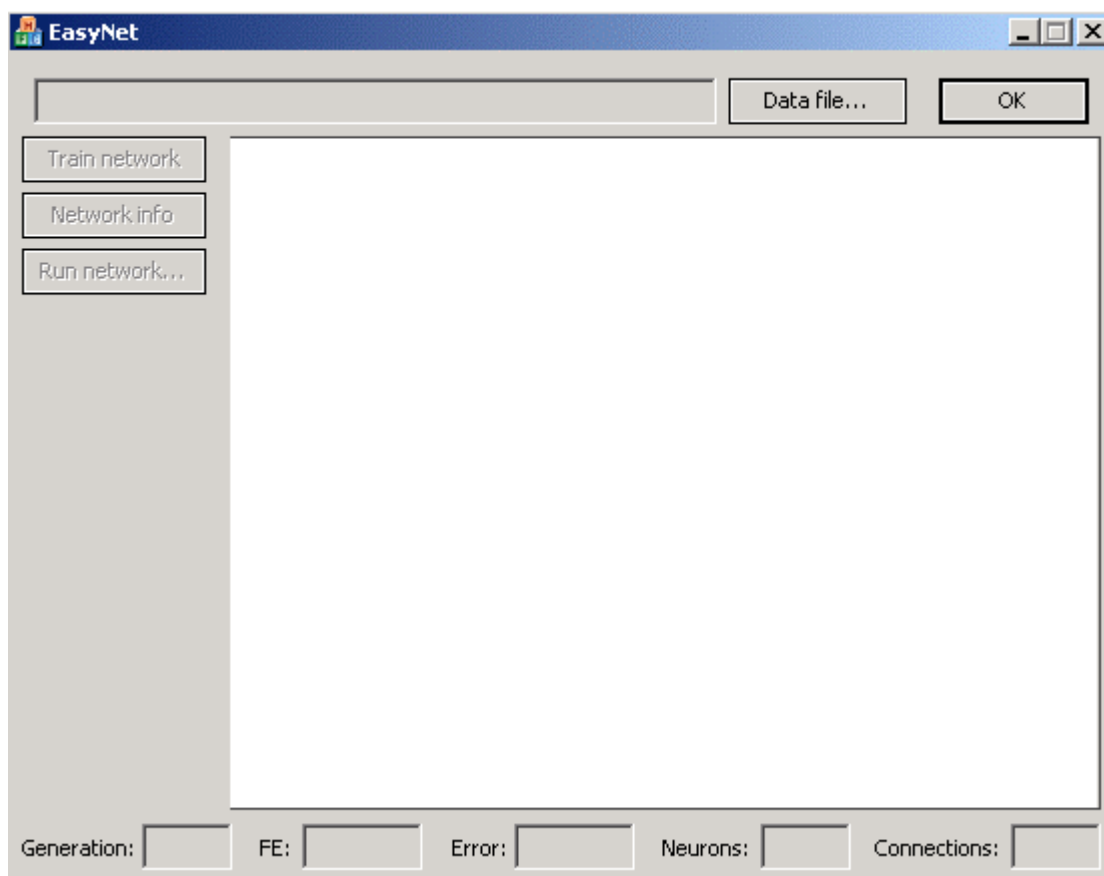 EasyNet
Data file...
OK
Train network
Network info
Run network...
Generation:
FE:
Error:
Neurons:
Connections: